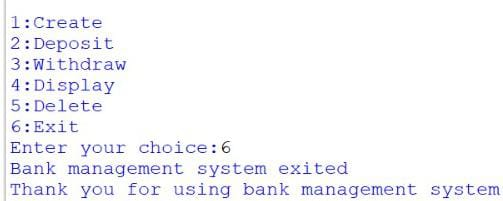 1:Create
2:Deposit
3:Withdraw
4:Display
5:Delete
6:Exit
Enter your choice:6
Bank management system exited
Thank you for using bank management system